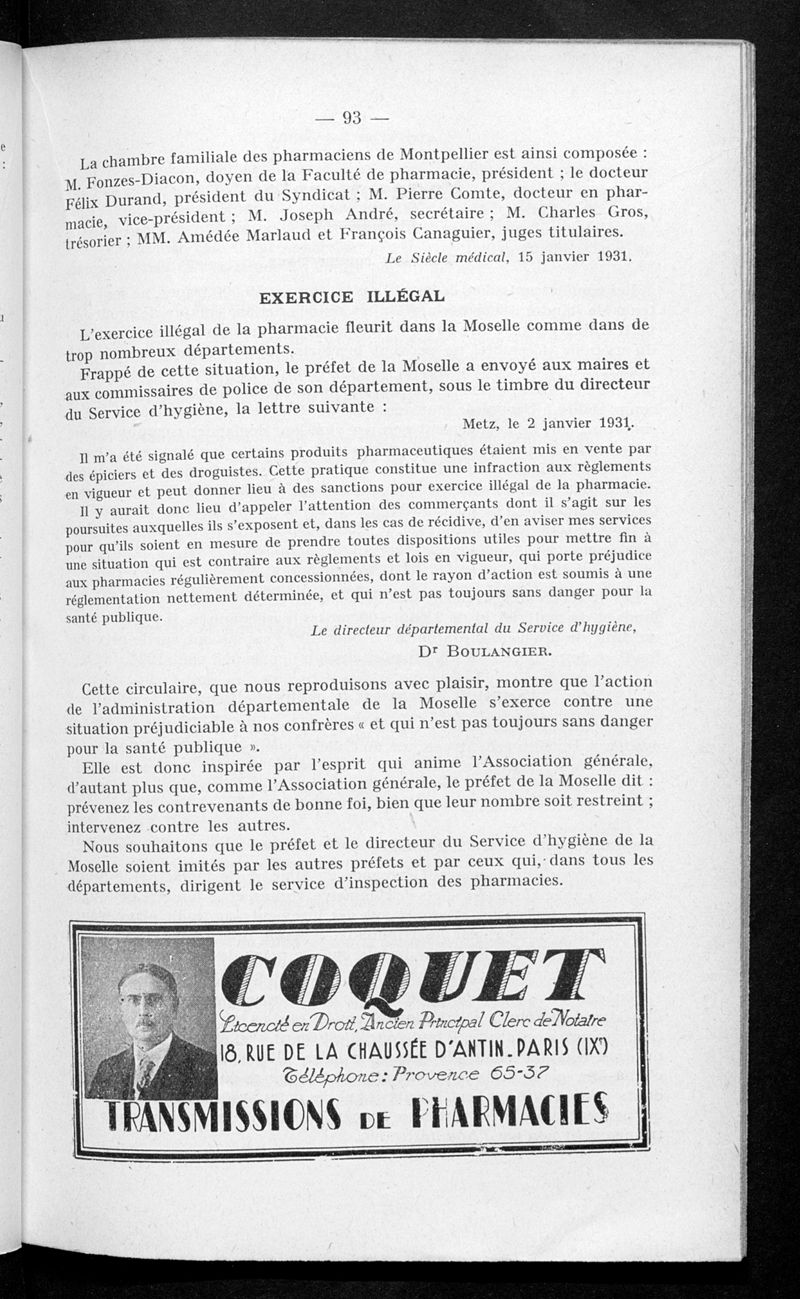 — 93 —
La chambre familiale des pharmaciens de Montpellier est ainsi composée :
M. Fonzes-Diacon, doyen de la Faculté de pharmacie, président ; le docteur
Félix Durand, président du Syndicat ; M. Pierre Comte, docteur en phar-
macie, vice-président ; M. Joseph André, secrétaire ; M. Charles Gros,
trésorier ; MM. Amédée Marlaud et François Canaguier, juges titulaires.
Le Siècle médical, 15 janvier 1931.
EXERCICE ILLÉGAL
L'exercice illégal de la pharmacie fleurit dans la Moselle comme dans de
trop nombreux départements.
Frappé de cette situation, le préfet de la Moselle a envoyé aux maires et
aux commissaires de police de son département, sous le timbre du directeur
du Service d'hygiène, la lettre suivante :
Metz, le 2 janvier 1931.
Il m'a été signalé que certains produits pharmaceutiques étaient mis en vente par
des épiciers et des droguistes. Cette pratique constitue une infraction aux règlements
en vigueur et peut donner lieu à des sanctions pour exercice illégal de la pharmacie.
Il y aurait donc lieu d'appeler l'attention des commerçants dont il s'agit sur les
poursuites auxquelles ils s'exposent et, dans les cas de récidive, d'en aviser mes services
pour qu'ils soient en mesure de prendre toutes dispositions utiles pour mettre fin à
une situation qui est contraire aux règlements et lois en vigueur, qui porte préjudice
aux pharmacies régulièrement concessionnées, dont le rayon d'action est soumis à une
réglementation nettement déterminée, et qui n'est pas toujours sans danger pour la
santé publique.
Le directeur départemental du Service d'hygiène,
Dr BOULANGIER.
Cette circulaire, que nous reproduisons avec plaisir, montre que l'action
de l'administration départementale de la Moselle s'exerce contre une
situation préjudiciable à nos confrères « et qui n'est pas toujours sans danger
pour la santé publique ».
Elle est donc inspirée par l'esprit qui anime l'Association générale,
d'autant plus que, comme l'Association générale, le préfet de la Moselle dit :
prévenez les contrevenants de bonne foi, bien que leur nombre soit restreint ;
intervenez contre les autres.
Nous souhaitons que le préfet et le directeur du Service d'hygiène de la
Moselle soient imités par les autres préfets et par ceux qui, dans tous les
départements, dirigent le service d'inspection des pharmacies.
COQUET
Licencié en Droit, Ancien Principal Clerc de Notaire
18, RUE DE LA CHAUSSÉE D'ANTIN_PARIS (IXe)
Téléphone : Provence 65-37
TRANSMISSIONS DE PHARMACIES